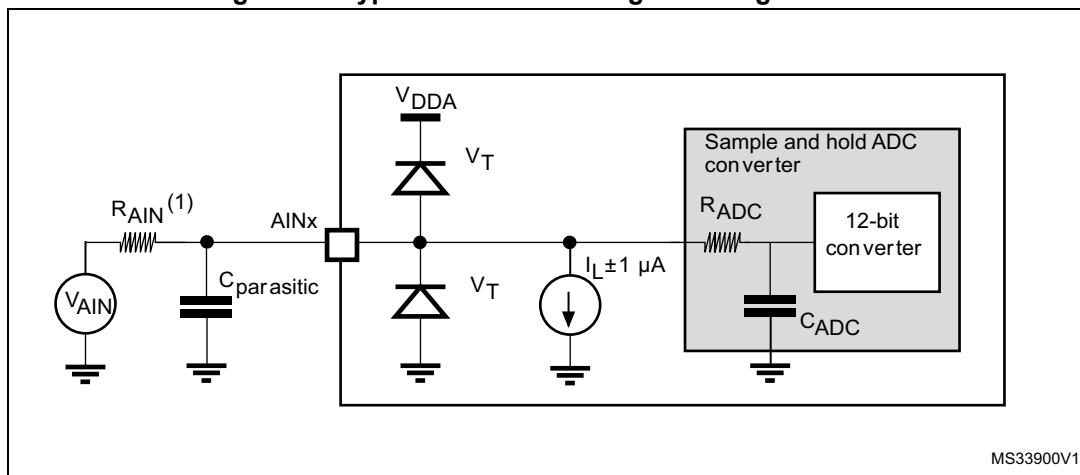 V_DDA
V_T
Sample and hold ADC
converter
R_AIN (1)
AINx
R_ADC
12-bit
converter
V_AIN
C_parasitic
V_T
I_L±1 µA
C_ADC
MS33900V1